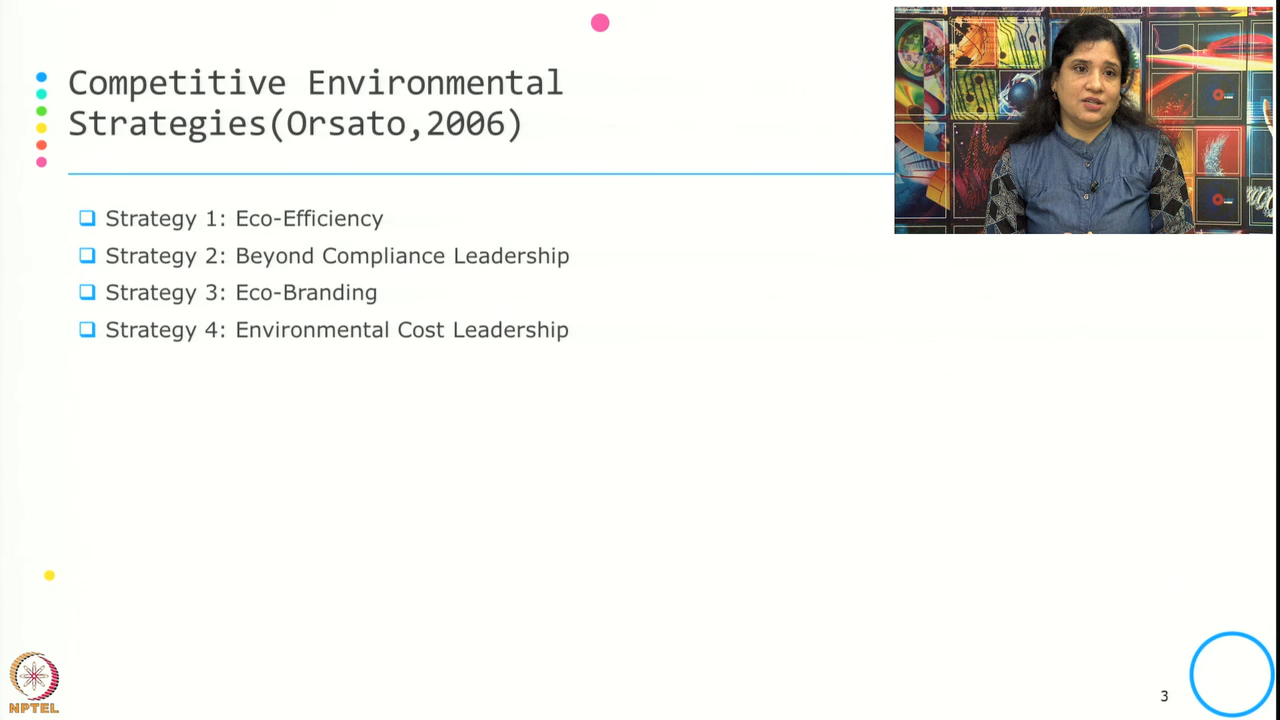 Competitive Environmental
Strategies(Orsato,2006)
Strategy 1: Eco-Efficiency
Strategy 2: Beyond Compliance Leadership
Strategy 3: Eco-Branding
Strategy 4: Environmental Cost Leadership
NPTEL
3